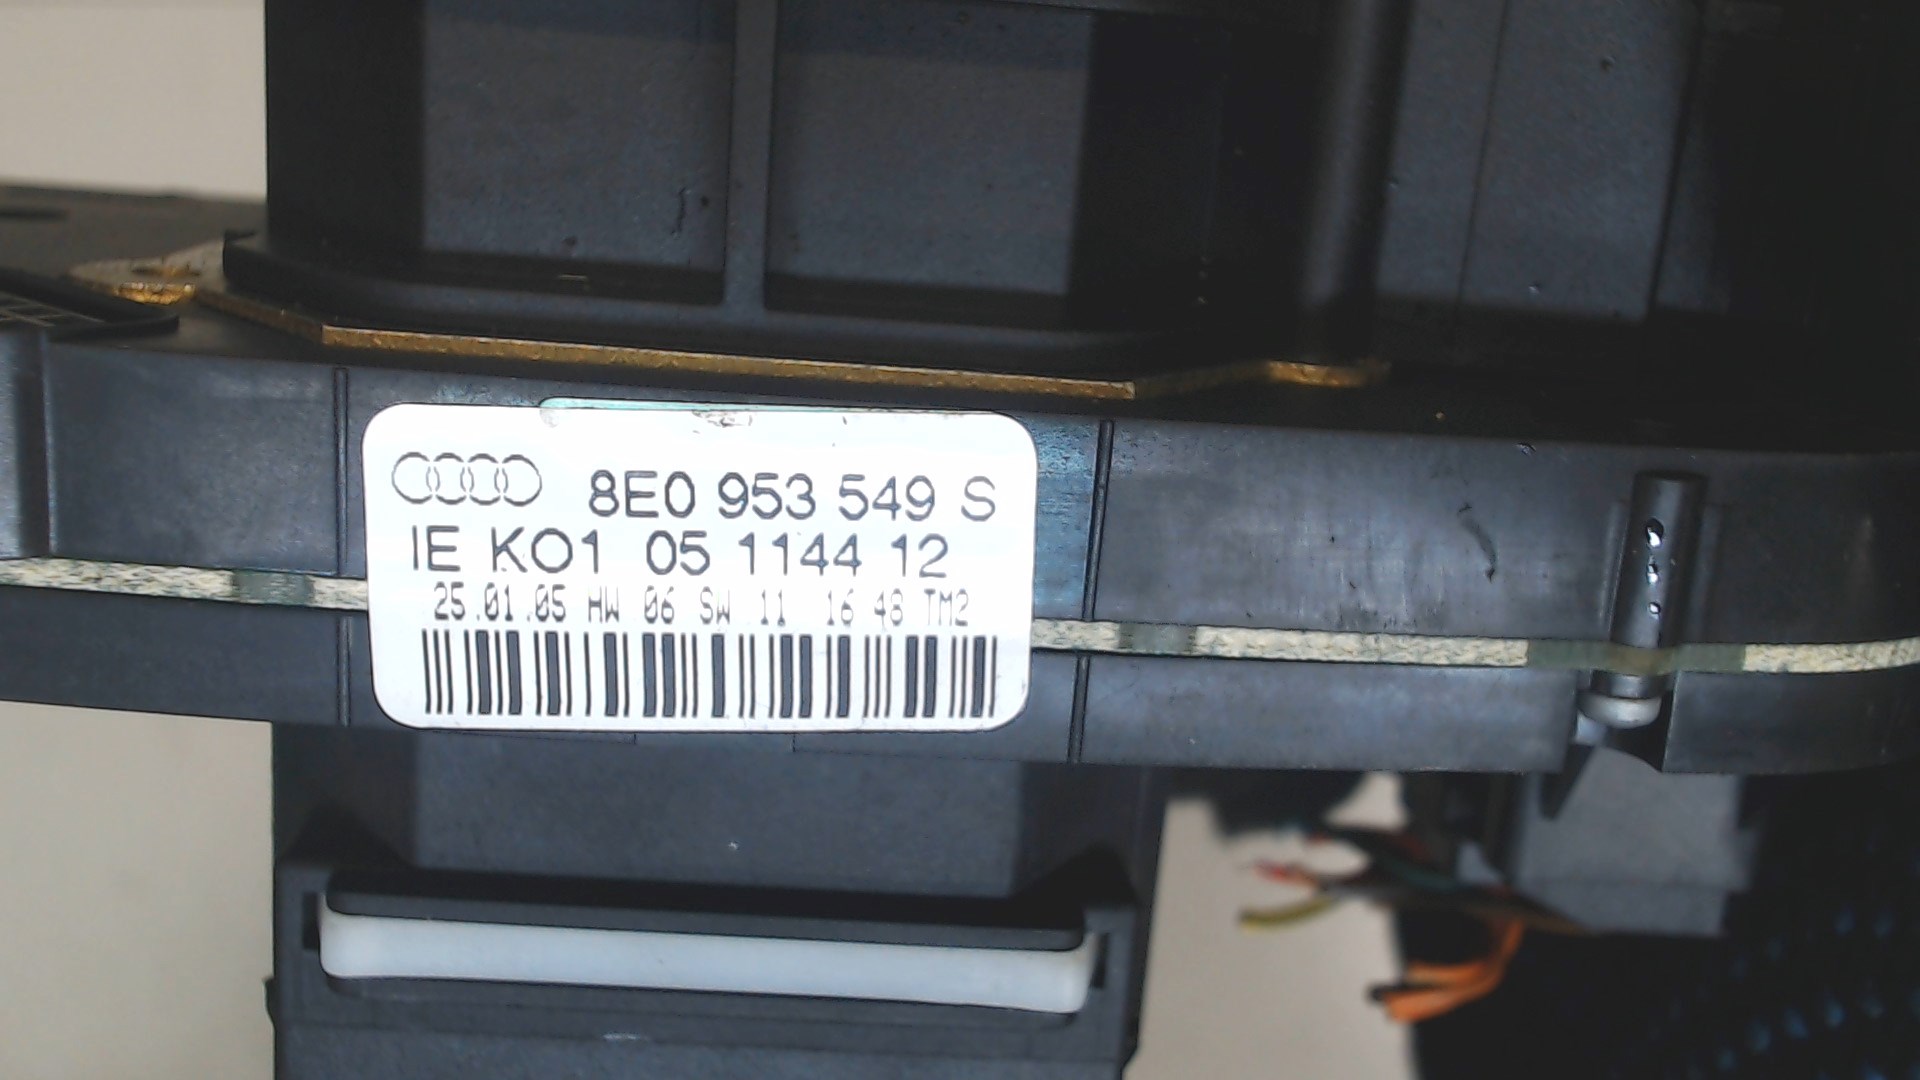 8E0 953 549 S
IE KO1 05 1144 12
25.01.05 HW 06 SW 11 16 48 TM2